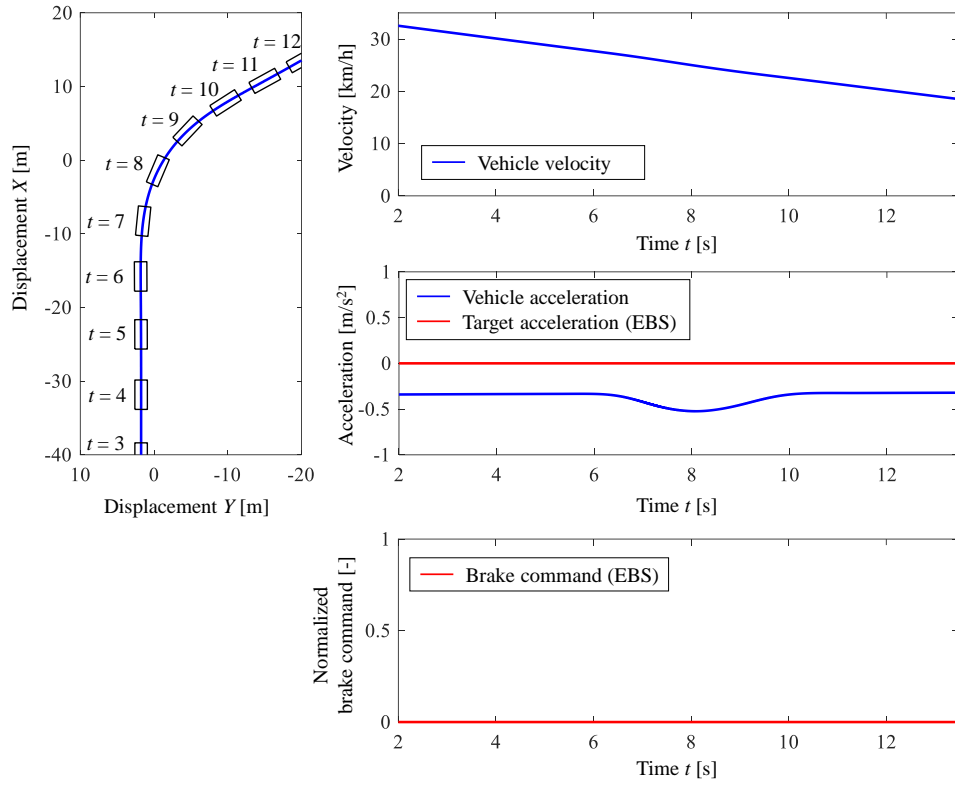 20
10
0
-10
-20
-30
-40
10
0
-10
-20
Displacement X [m]
Displacement Y [m]
t = 12
t = 11
t = 10
t = 9
t = 8
t = 7
t = 6
t = 5
t = 4
t = 3
30
20
10
0
Velocity [km/h]
Vehicle velocity
2
4
6
8
10
12
Time t [s]
1
0.5
0
-0.5
-1
Acceleration [m/s²]
Vehicle acceleration
Target acceleration (EBS)
2
4
6
8
10
12
Time t [s]
1
0.5
0
Normalized
brake command [-]
Brake command (EBS)
2
4
6
8
10
12
Time t [s]